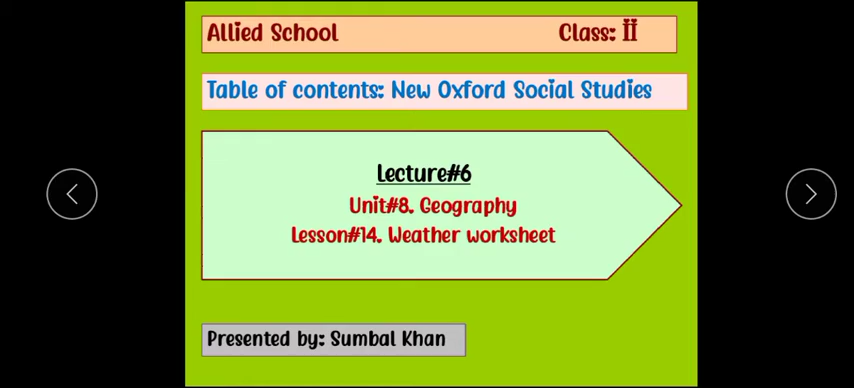 Allied School Class: II
Table of contents: New Oxford Social Studies
Lecture#6
Unit#8. Geography
Lesson#14. Weather worksheet
Presented by: Sumbal Khan